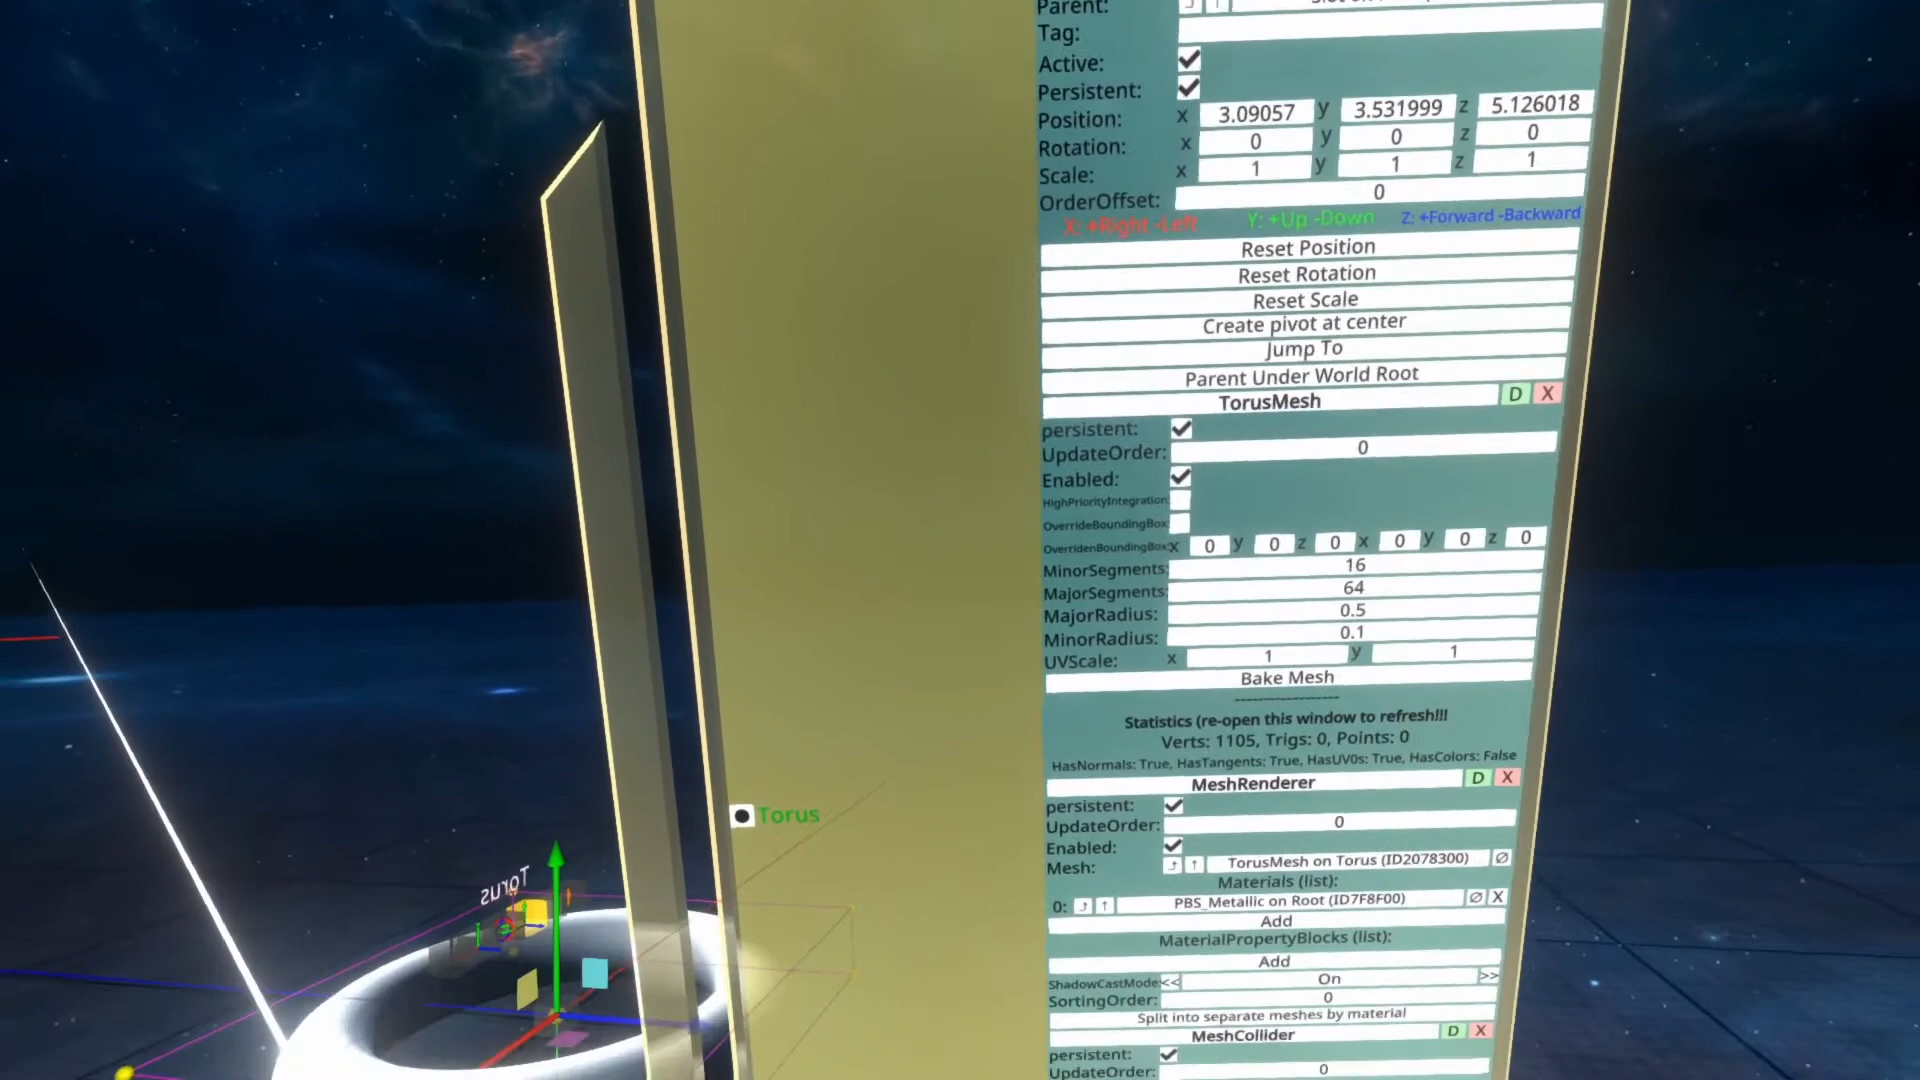 Parent:
Tag:
Active:
Persistent:
Position: x 3.09057 y 3.531999 z 5.126018
Rotation: x 0 y 0 z 0
Scale: x 1 y 1 z 1
OrderOffset: 0
X: +Right -Left Y: +Up -Down Z: +Forward -Backward
Reset Position
Reset Rotation
Reset Scale
Create pivot at center
Jump To
Parent Under World Root
TorusMesh D X
persistent:
UpdateOrder: 0
Enabled:
HighPriorityIntegration
OverrideBoundingBox:
OverridenBoundingBox: x 0 y 0 z 0 x 0 y 0 z 0
MinorSegments: 16
MajorSegments: 64
MajorRadius: 0.5
MinorRadius: 0.1
UVScale: x 1 y 1
Bake Mesh
--------------------
Statistics (re-open this window to refresh!!!
Verts: 1105, Trigs: 0, Points: 0
HasNormals: True, HasTangents: True, HasUV0s: True, HasColors: False
MeshRenderer D X
persistent:
UpdateOrder: 0
Enabled:
Mesh: TorusMesh on Torus (ID2078300) ∅
Materials (list):
0: PBS_Metallic on Root (ID7F8F00) ∅ X
Add
MaterialPropertyBlocks (list):
Add
ShadowCastMode: << On >>
SortingOrder: 0
Split into separate meshes by material
MeshCollider D X
persistent:
UpdateOrder: 0
Torus
Torus